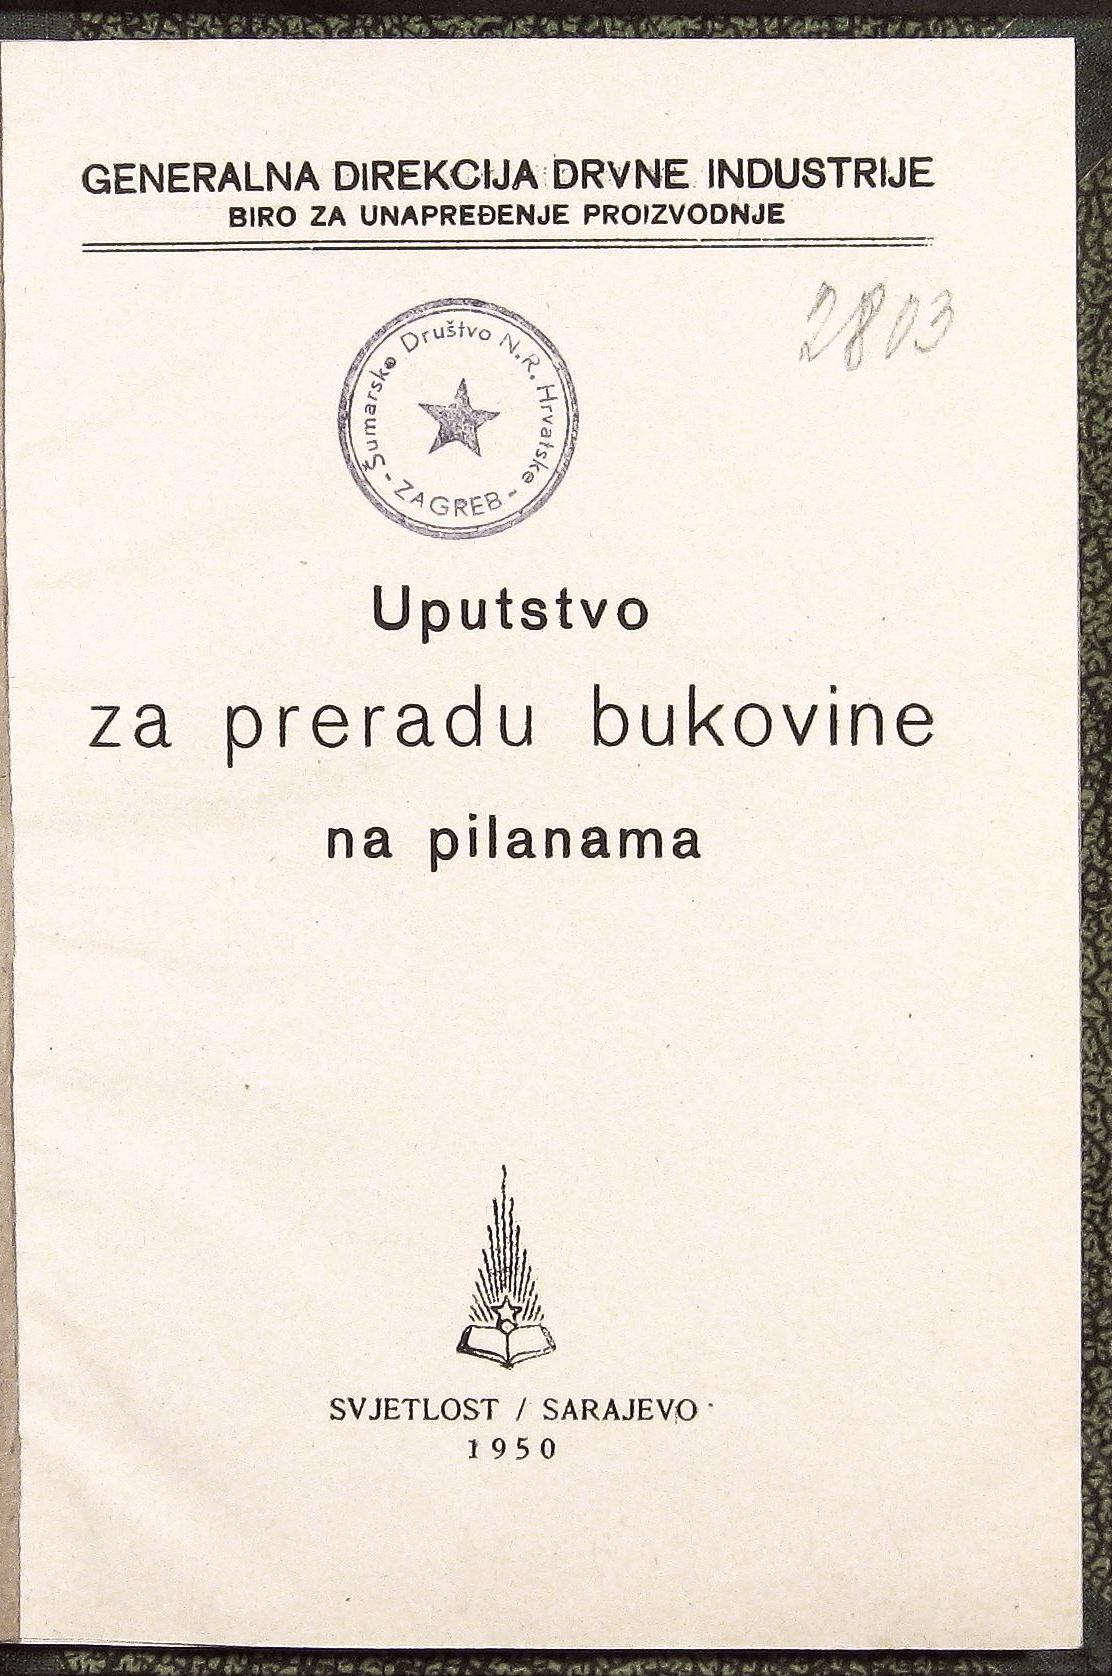 GENERALNA DIREKCIJA DRVNE INDUSTRIJE
BIRO ZA UNAPREĐENJE PROIZVODNJE
2803
Šumarsko Društvo N.R. Hrvatske
- ZAGREB -
Uputstvo
za preradu bukovine
na pilanama
SVJETLOST / SARAJEVO
1950